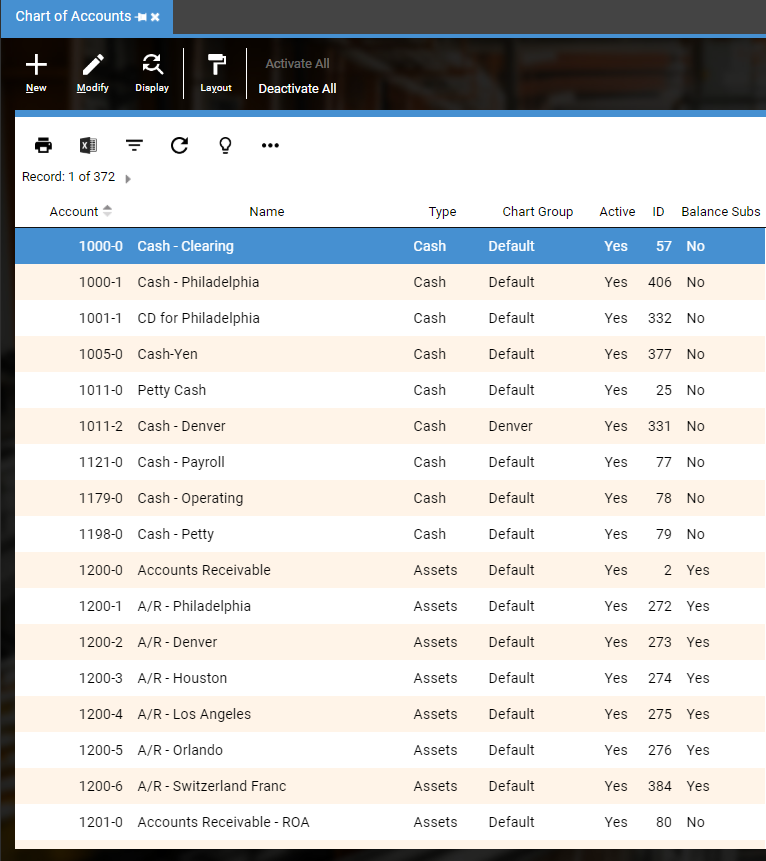 Chart of Accounts
New Modify Display Layout Activate All
Deactivate All
Record: 1 of 372
Account Name Type Chart Group Active ID Balance Subs
1000-0 Cash - Clearing Cash Default Yes 57 No
1000-1 Cash - Philadelphia Cash Default Yes 406 No
1001-1 CD for Philadelphia Cash Default Yes 332 No
1005-0 Cash-Yen Cash Default Yes 377 No
1011-0 Petty Cash Cash Default Yes 25 No
1011-2 Cash - Denver Cash Denver Yes 331 No
1121-0 Cash - Payroll Cash Default Yes 77 No
1179-0 Cash - Operating Cash Default Yes 78 No
1198-0 Cash - Petty Cash Default Yes 79 No
1200-0 Accounts Receivable Assets Default Yes 2 Yes
1200-1 A/R - Philadelphia Assets Default Yes 272 Yes
1200-2 A/R - Denver Assets Default Yes 273 Yes
1200-3 A/R - Houston Assets Default Yes 274 Yes
1200-4 A/R - Los Angeles Assets Default Yes 275 Yes
1200-5 A/R - Orlando Assets Default Yes 276 Yes
1200-6 A/R - Switzerland Franc Assets Default Yes 384 Yes
1201-0 Accounts Receivable - ROA Assets Default Yes 80 No